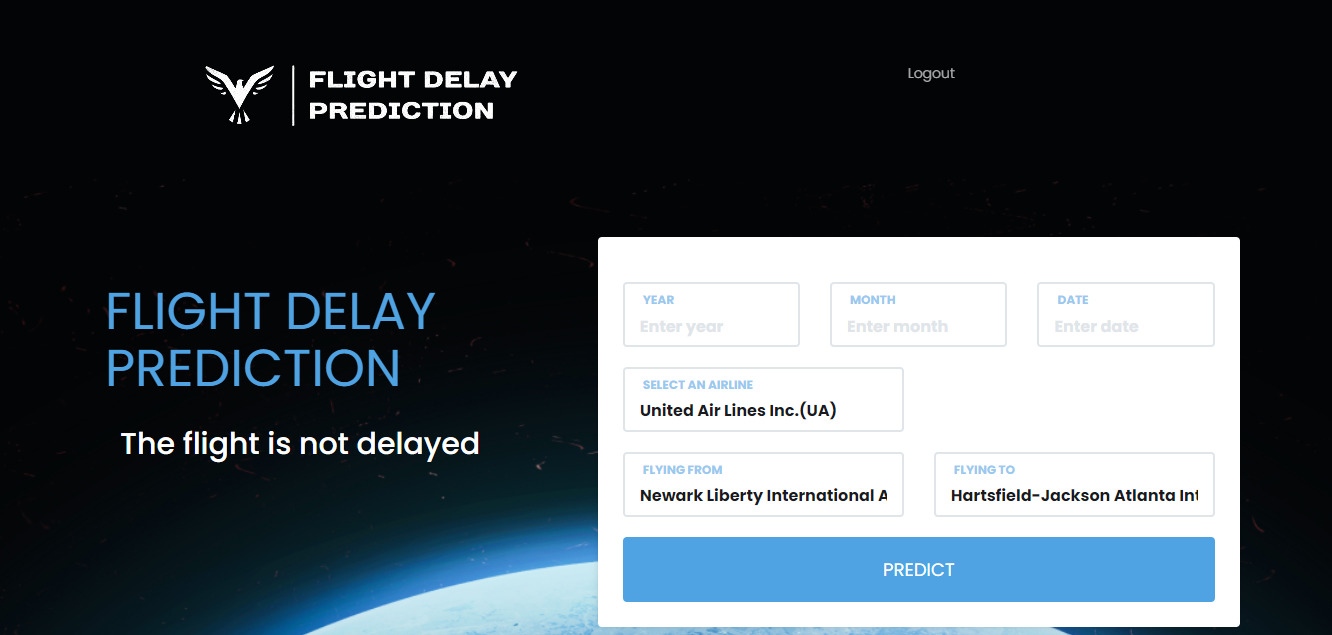 FLIGHT DELAY
PREDICTION
Logout
FLIGHT DELAY
PREDICTION
The flight is not delayed
YEAR
Enter year
MONTH
Enter month
DATE
Enter date
SELECT AN AIRLINE
United Air Lines Inc.(UA)
FLYING FROM
Newark Liberty International A
FLYING TO
Hartsfield-Jackson Atlanta Int
PREDICT